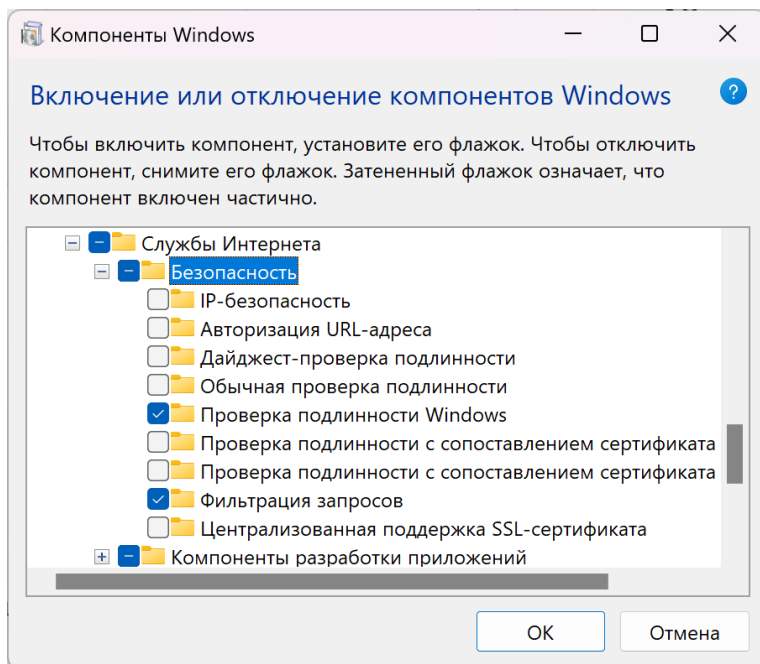 Компоненты Windows
Включение или отключение компонентов Windows
?
Чтобы включить компонент, установите его флажок. Чтобы отключить
компонент, снимите его флажок. Затененный флажок означает, что
компонент включен частично.
Службы Интернета
Безопасность
IP-безопасность
Авторизация URL-адреса
Дайджест-проверка подлинности
Обычная проверка подлинности
Проверка подлинности Windows
Проверка подлинности с сопоставлением сертификата
Проверка подлинности с сопоставлением сертификата
Фильтрация запросов
Централизованная поддержка SSL-сертификата
Компоненты разработки приложений
ОК
Отмена